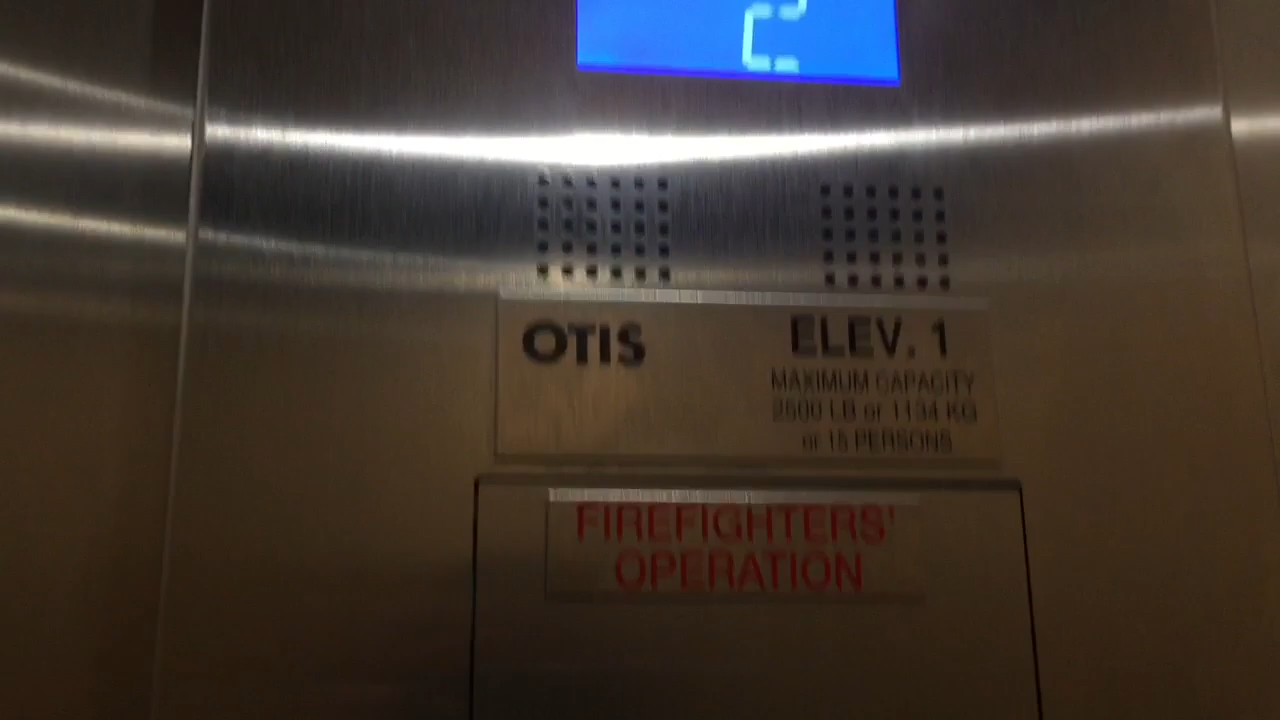 2
OTIS
ELEV. 1
MAXIMUM CAPACITY
2500 LB or 1134 KG
or 15 PERSONS
FIREFIGHTERS'
OPERATION